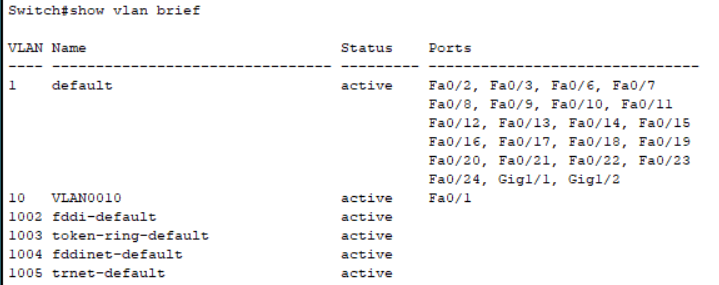 Switch#show vlan brief
VLAN Name Status Ports
---- -------------------------------- --------- -------------------------------
1 default active Fa0/2, Fa0/3, Fa0/6, Fa0/7
Fa0/8, Fa0/9, Fa0/10, Fa0/11
Fa0/12, Fa0/13, Fa0/14, Fa0/15
Fa0/16, Fa0/17, Fa0/18, Fa0/19
Fa0/20, Fa0/21, Fa0/22, Fa0/23
Fa0/24, Gig1/1, Gig1/2
10 VLAN0010 active Fa0/1
1002 fddi-default active
1003 token-ring-default active
1004 fddinet-default active
1005 trnet-default active